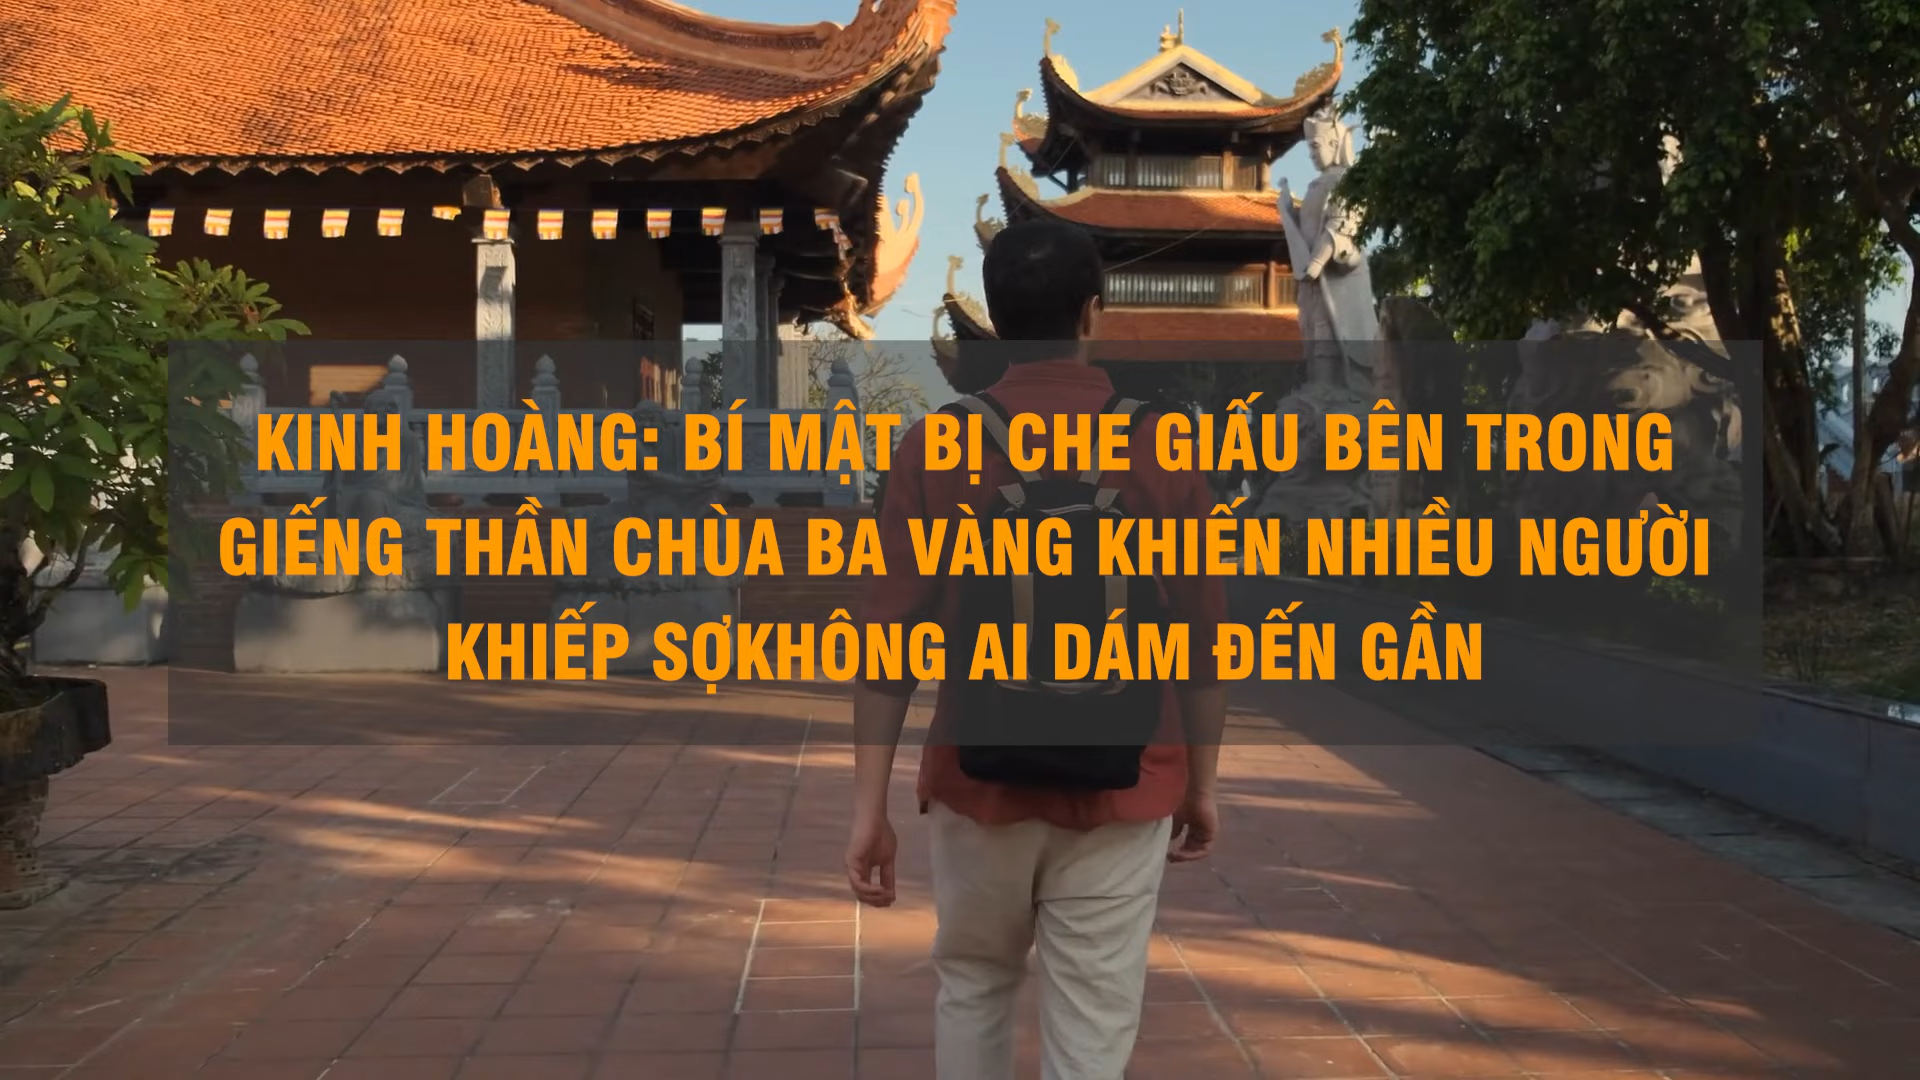 KINH HOÀNG: BÍ MẬT BỊ CHE GIẤU BÊN TRONG
GIẾNG THẦN CHÙA BA VÀNG KHIẾN NHIỀU NGƯỜI
KHIẾP SỢKHÔNG AI DÁM ĐẾN GẦN